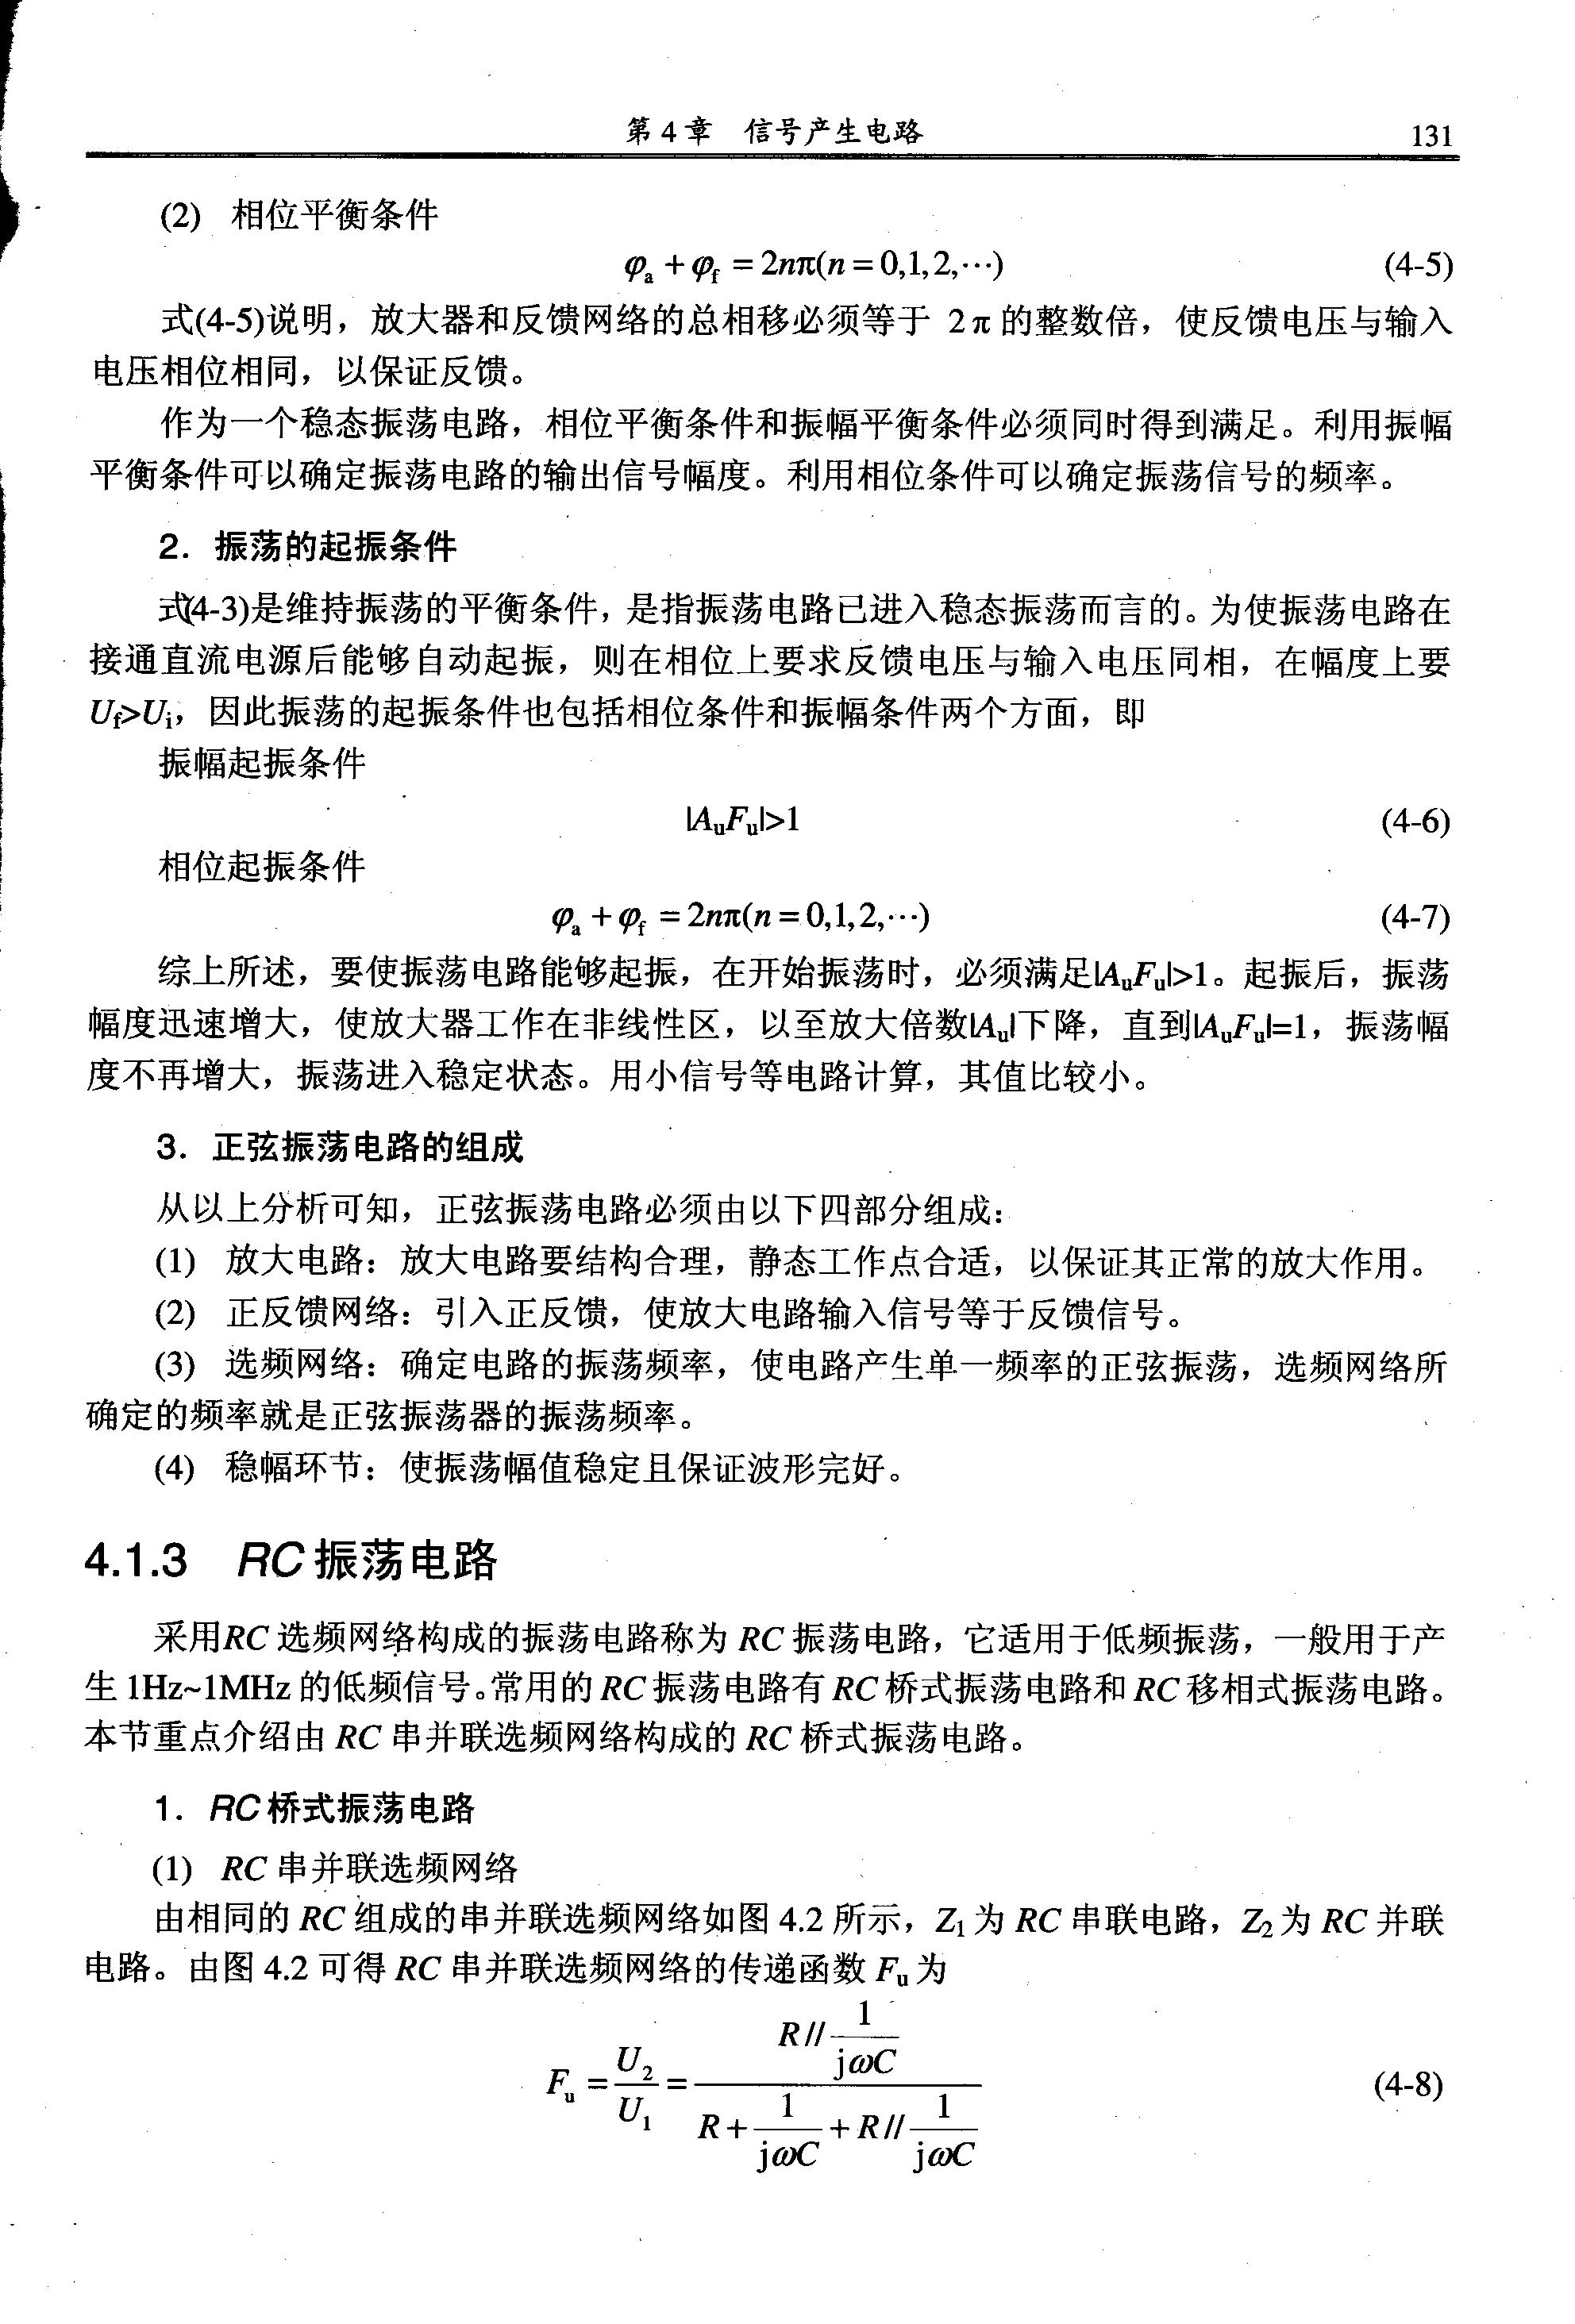 第 4 章 信号产生电路 131
(2) 相位平衡条件
φa + φf = 2nπ(n = 0,1,2,⋯) (4-5)
式(4-5)说明，放大器和反馈网络的总相移必须等于 2π的整数倍，使反馈电压与输入
电压相位相同，以保证反馈。
作为一个稳态振荡电路，相位平衡条件和振幅平衡条件必须同时得到满足。利用振幅
平衡条件可以确定振荡电路的输出信号幅度。利用相位条件可以确定振荡信号的频率。
2．振荡的起振条件
式(4-3)是维持振荡的平衡条件，是指振荡电路已进入稳态振荡而言的。为使振荡电路在
接通直流电源后能够自动起振，则在相位上要求反馈电压与输入电压同相，在幅度上要
Uf>Ui，因此振荡的起振条件也包括相位条件和振幅条件两个方面，即
振幅起振条件
|AuFu|>1 (4-6)
相位起振条件
φa + φf = 2nπ(n = 0,1,2,⋯) (4-7)
综上所述，要使振荡电路能够起振，在开始振荡时，必须满足|AuFu|>1。起振后，振荡
幅度迅速增大，使放大器工作在非线性区，以至放大倍数|Au|下降，直到|AuFu|=1，振荡幅
度不再增大，振荡进入稳定状态。用小信号等电路计算，其值比较小。
3．正弦振荡电路的组成
从以上分析可知，正弦振荡电路必须由以下四部分组成：
(1) 放大电路：放大电路要结构合理，静态工作点合适，以保证其正常的放大作用。
(2) 正反馈网络：引入正反馈，使放大电路输入信号等于反馈信号。
(3) 选频网络：确定电路的振荡频率，使电路产生单一频率的正弦振荡，选频网络所
确定的频率就是正弦振荡器的振荡频率。
(4) 稳幅环节：使振荡幅值稳定且保证波形完好。
4.1.3 RC 振荡电路
采用RC 选频网络构成的振荡电路称为 RC 振荡电路，它适用于低频振荡，一般用于产
生 1Hz~1MHz 的低频信号。常用的 RC 振荡电路有 RC 桥式振荡电路和 RC 移相式振荡电路。
本节重点介绍由 RC 串并联选频网络构成的 RC 桥式振荡电路。
1．RC 桥式振荡电路
(1) RC 串并联选频网络
由相同的 RC 组成的串并联选频网络如图 4.2 所示，Z1 为 RC 串联电路，Z2 为 RC 并联
电路。由图 4.2 可得 RC 串并联选频网络的传递函数 Fu 为
Fu = U2/U1 = (R//1/jωC)/(R + 1/jωC + R//1/jωC) (4-8)